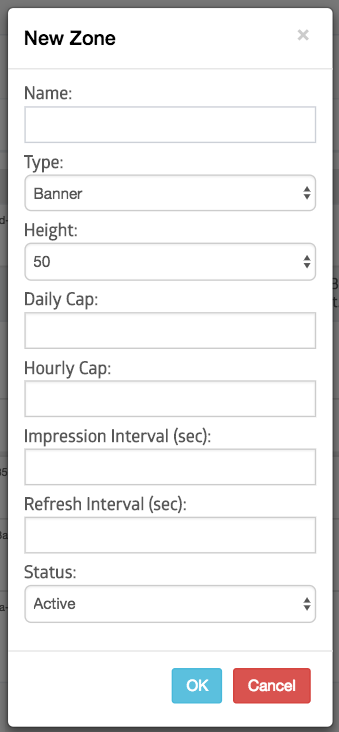 New Zone ×
Name:
Type:
Banner
Height:
50
Daily Cap:
Hourly Cap:
Impression Interval (sec):
Refresh Interval (sec):
Status:
Active
OK Cancel